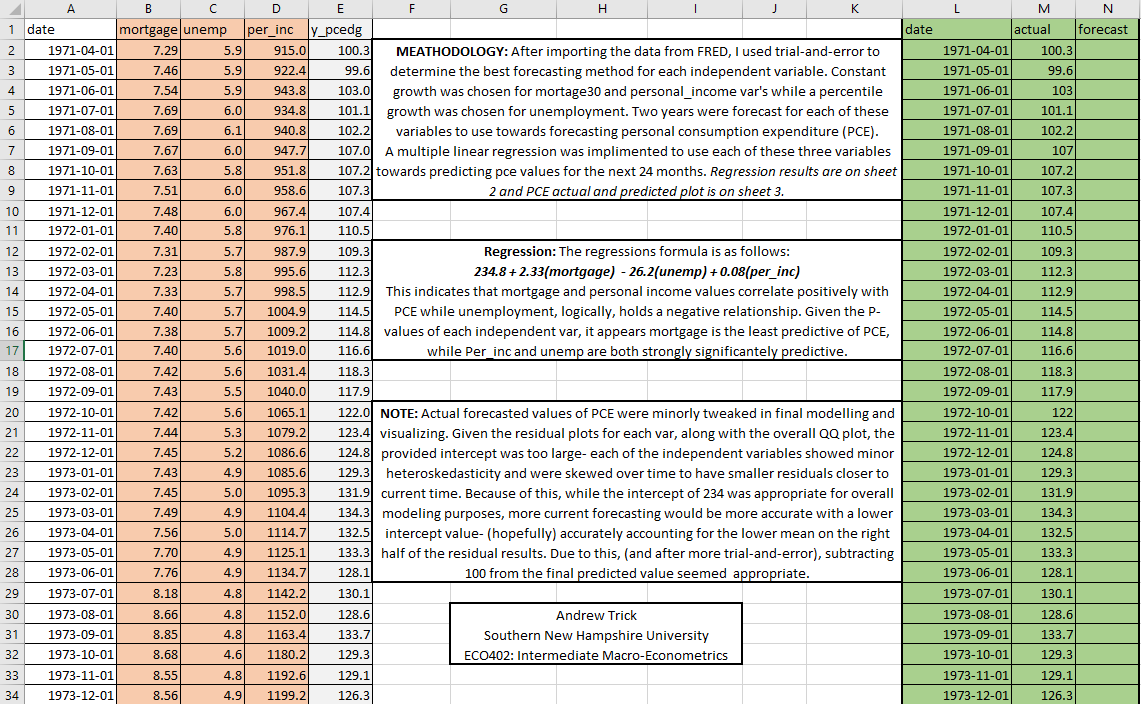 A B C D E F G H I J K L M N
1 date mortgage unemp per_inc y_pcedg date actual forecast
2 1971-04-01 7.29 5.9 915.0 100.3 MEATHODOLOGY: After importing the data from FRED, I used trial-and-error to 1971-04-01 100.3
3 1971-05-01 7.46 5.9 922.4 99.6 determine the best forecasting method for each independent variable. Constant 1971-05-01 99.6
4 1971-06-01 7.54 5.9 943.8 103.0 growth was chosen for mortage30 and personal_income var's while a percentile 1971-06-01 103
5 1971-07-01 7.69 6.0 934.8 101.1 growth was chosen for unemployment. Two years were forecast for each of these 1971-07-01 101.1
6 1971-08-01 7.69 6.1 940.8 102.2 variables to use towards forecasting personal consumption expenditure (PCE). 1971-08-01 102.2
7 1971-09-01 7.67 6.0 947.7 107.0 A multiple linear regression was implimented to use each of these three variables 1971-09-01 107
8 1971-10-01 7.63 5.8 951.8 107.2 towards predicting pce values for the next 24 months. Regression results are on sheet 1971-10-01 107.2
9 1971-11-01 7.51 6.0 958.6 107.3 2 and PCE actual and predicted plot is on sheet 3. 1971-11-01 107.3
10 1971-12-01 7.48 6.0 967.4 107.4 1971-12-01 107.4
11 1972-01-01 7.40 5.8 976.1 110.5 1972-01-01 110.5
12 1972-02-01 7.31 5.7 987.9 109.3 Regression: The regressions formula is as follows: 1972-02-01 109.3
13 1972-03-01 7.23 5.8 995.6 112.3 234.8 + 2.33(mortgage) - 26.2(unemp) + 0.08(per_inc) 1972-03-01 112.3
14 1972-04-01 7.33 5.7 998.5 112.9 This indicates that mortgage and personal income values correlate positively with 1972-04-01 112.9
15 1972-05-01 7.40 5.7 1004.9 114.5 PCE while unemployment, logically, holds a negative relationship. Given the P- 1972-05-01 114.5
16 1972-06-01 7.38 5.7 1009.2 114.8 values of each independent var, it appears mortgage is the least predictive of PCE, 1972-06-01 114.8
17 1972-07-01 7.40 5.6 1019.0 116.6 while Per_inc and unemp are both strongly significantely predictive. 1972-07-01 116.6
18 1972-08-01 7.42 5.6 1031.4 118.3 1972-08-01 118.3
19 1972-09-01 7.43 5.5 1040.0 117.9 1972-09-01 117.9
20 1972-10-01 7.42 5.6 1065.1 122.0 NOTE: Actual forecasted values of PCE were minorly tweaked in final modelling and 1972-10-01 122
21 1972-11-01 7.44 5.3 1079.2 123.4 visualizing. Given the residual plots for each var, along with the overall QQ plot, the 1972-11-01 123.4
22 1972-12-01 7.45 5.2 1086.6 124.8 provided intercept was too large- each of the independent variables showed minor 1972-12-01 124.8
23 1973-01-01 7.43 4.9 1085.6 129.3 heteroskedasticity and were skewed over time to have smaller residuals closer to 1973-01-01 129.3
24 1973-02-01 7.45 5.0 1095.3 131.9 current time. Because of this, while the intercept of 234 was appropriate for overall 1973-02-01 131.9
25 1973-03-01 7.49 4.9 1104.4 134.3 modeling purposes, more current forecasting would be more accurate with a lower 1973-03-01 134.3
26 1973-04-01 7.56 5.0 1114.7 132.5 intercept value- (hopefully) accurately accounting for the lower mean on the right 1973-04-01 132.5
27 1973-05-01 7.70 4.9 1125.1 133.3 half of the residual results. Due to this, (and after more trial-and-error), subtracting 1973-05-01 133.3
28 1973-06-01 7.76 4.9 1134.7 128.1 100 from the final predicted value seemed appropriate. 1973-06-01 128.1
29 1973-07-01 8.18 4.8 1142.2 130.1 1973-07-01 130.1
30 1973-08-01 8.66 4.8 1152.0 128.6 Andrew Trick 1973-08-01 128.6
31 1973-09-01 8.85 4.8 1163.4 133.7 Southern New Hampshire University 1973-09-01 133.7
32 1973-10-01 8.68 4.6 1180.2 129.3 ECO402: Intermediate Macro-Econometrics 1973-10-01 129.3
33 1973-11-01 8.55 4.8 1192.6 129.1 1973-11-01 129.1
34 1973-12-01 8.56 4.9 1199.2 126.3 1973-12-01 126.3